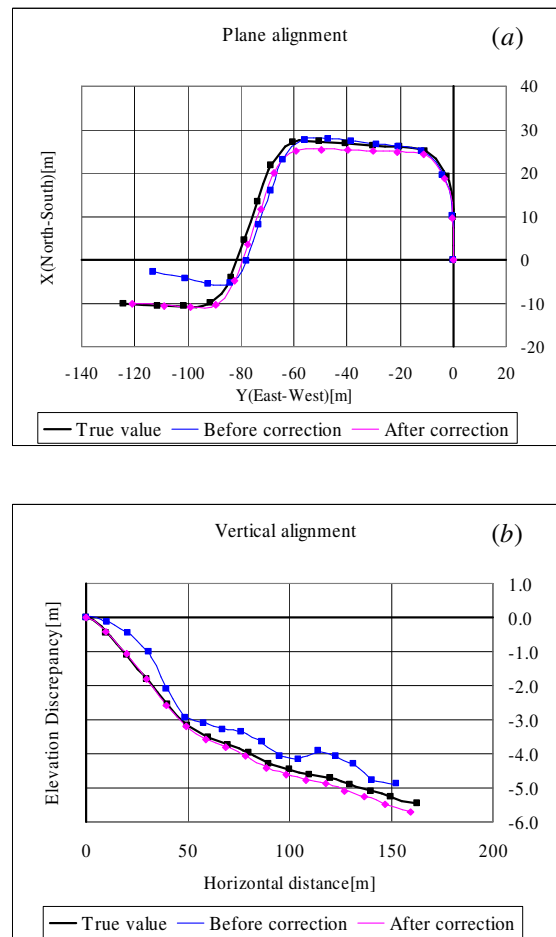 Plane alignment (a)
40
30
20
10
0
-10
-20
X(North-South)[m]
-140 -120 -100 -80 -60 -40 -20 0 20
Y(East-West)[m]
True value Before correction After correction
Vertical alignment (b)
1.0
0.0
-1.0
-2.0
-3.0
-4.0
-5.0
-6.0
Elevation Discrepancy[m]
0 50 100 150 200
Horizontal distance[m]
True value Before correction After correction